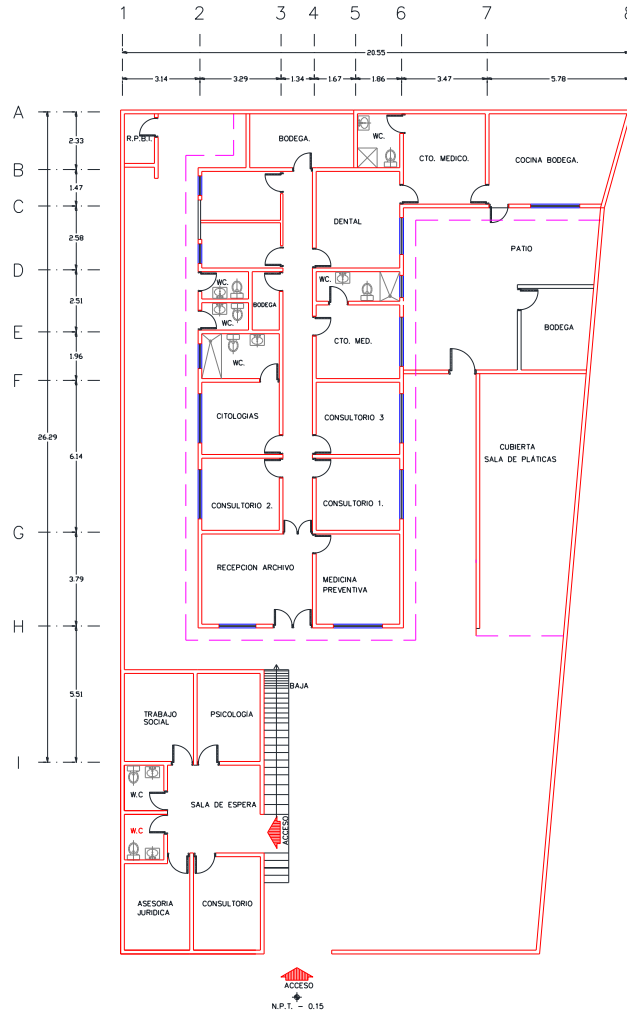 1 2 3 4 5 6 7 8
20.55
3.14 3.29 1.34 1.67 1.86 3.47 5.78
A
B
C
D
E
F
G
H
I
26.29
2.33
1.47
2.58
2.51
1.96
6.14
3.79
5.51
R.P.B.I.
BODEGA.
WC.
CTO. MEDICO.
COCINA BODEGA.
DENTAL
PATIO
WC.
WC.
BODEGA
WC.
BODEGA
CTO. MED.
WC.
CITOLOGIAS
CONSULTORIO 3
CUBIERTA
SALA DE PLÁTICAS
CONSULTORIO 2.
CONSULTORIO 1.
RECEPCION ARCHIVO
MEDICINA
PREVENTIVA
BAJA
TRABAJO
SOCIAL
PSICOLOGÍA
W.C
SALA DE ESPERA
ACCESO
W.C
ASESORIA
JURIDICA
CONSULTORIO
ACCESO
N.P.T. - 0.15